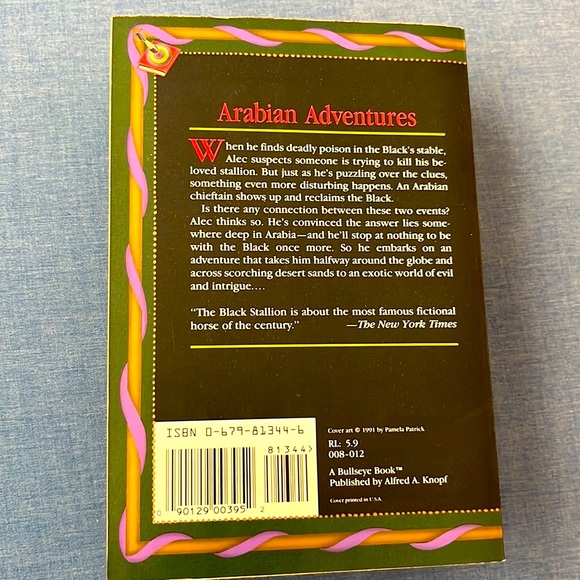 Arabian Adventures
When he finds deadly poison in the Black's stable,
Alec suspects someone is trying to kill his be-
loved stallion. But just as he's puzzling over the clues,
something even more disturbing happens. An Arabian
chieftain shows up and reclaims the Black.
Is there any connection between these two events?
Alec thinks so. He's convinced the answer lies some-
where deep in Arabia—and he'll stop at nothing to be
with the Black once more. So he embarks on an
adventure that takes him halfway around the globe and
across scorching desert sands to an exotic world of evil
and intrigue....
"The Black Stallion is about the most famous fictional
horse of the century." —The New York Times
ISBN 0-679-81344-6
81344>
0 90129 00395 2
Cover art © 1991 by Pamela Patrick
RL: 5.9
008-012
A Bullseye Book™
Published by Alfred A. Knopf
Cover printed in U.S.A.